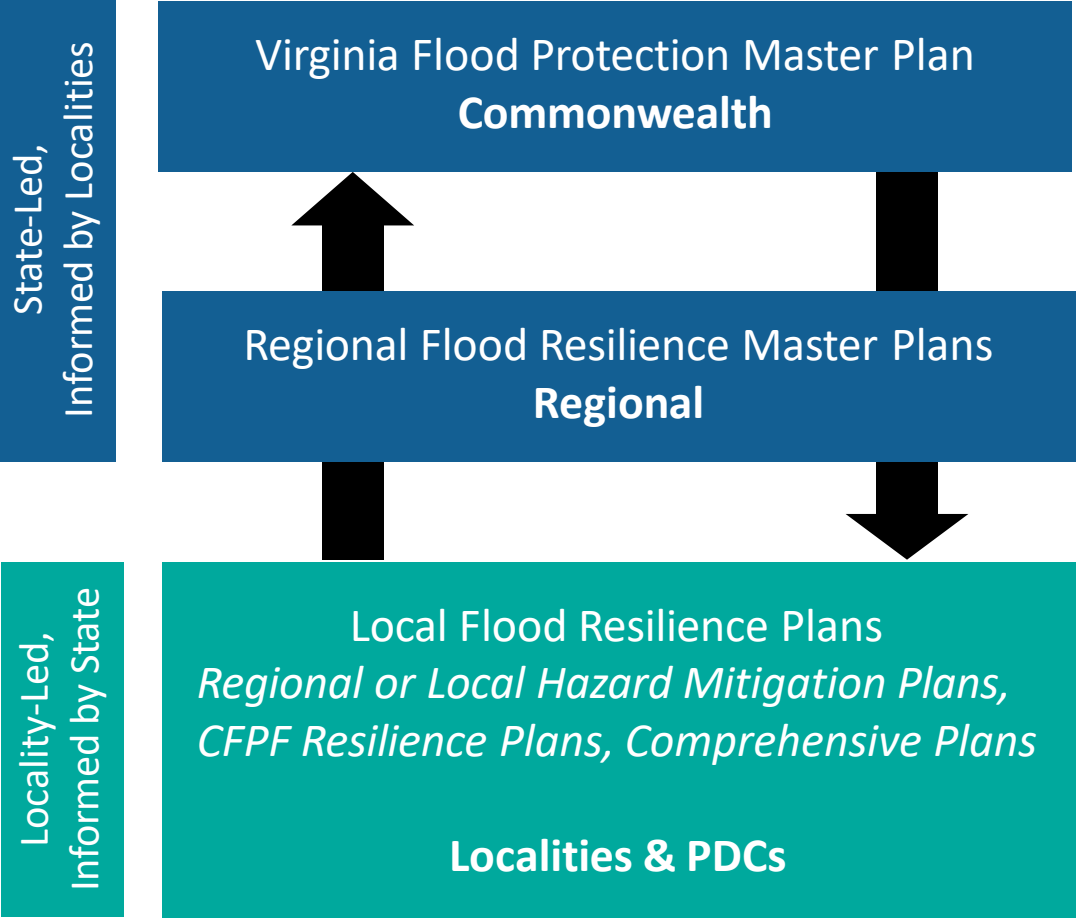 State-Led,
Informed by Localities
Virginia Flood Protection Master Plan
Commonwealth
Regional Flood Resilience Master Plans
Regional
Locality-Led,
Informed by State
Local Flood Resilience Plans
Regional or Local Hazard Mitigation Plans,
CFPF Resilience Plans, Comprehensive Plans
Localities & PDCs